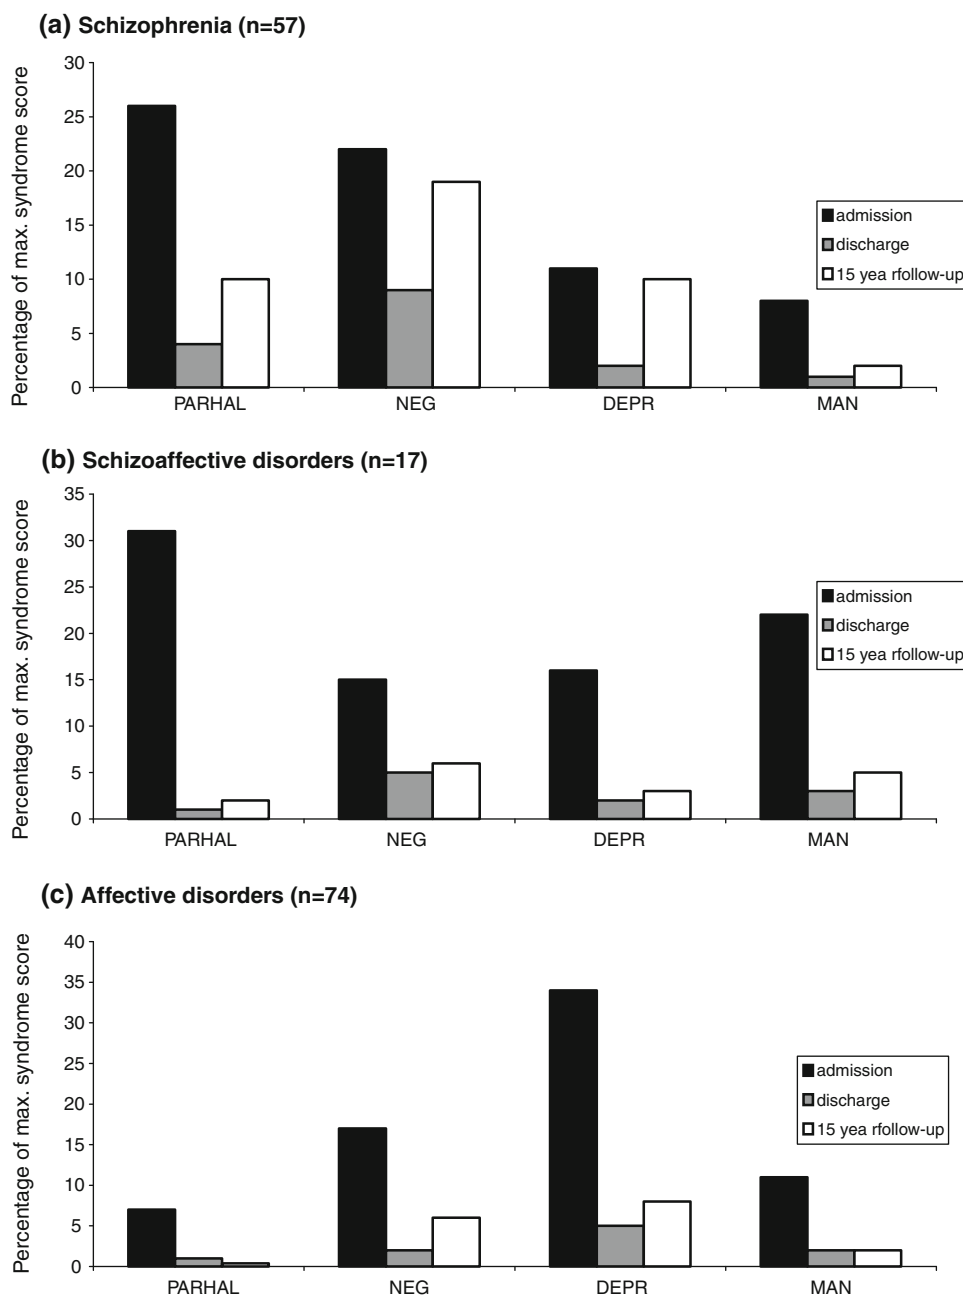 (a) Schizophrenia (n=57)
Percentage of max. syndrome score
30
25
20
15
10
5
0
PARHAL NEG DEPR MAN
admission
discharge
15 yea rfollow-up
(b) Schizoaffective disorders (n=17)
Percentage of max. syndrome score
35
30
25
20
15
10
5
0
PARHAL NEG DEPR MAN
admission
discharge
15 yea rfollow-up
(c) Affective disorders (n=74)
Percentage of max. syndrome score
40
35
30
25
20
15
10
5
0
PARHAL NEG DEPR MAN
admission
discharge
15 yea rfollow-up